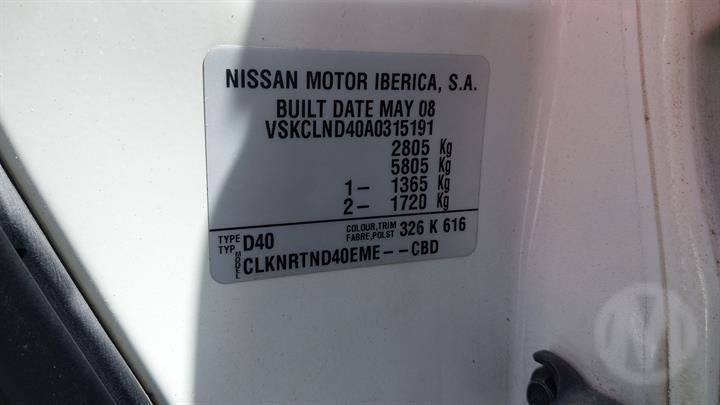 NISSAN MOTOR IBERICA, S.A.
BUILT DATE MAY 08
VSKCLND40A0315191
2805 Kg
5805 Kg
1- 1365 Kg
2- 1720 Kg
TYPE TYP. D40 COLOUR,TRIM FABRE,POLST 326 K 616
MODEL CLKNRTND40EME--CBD
M